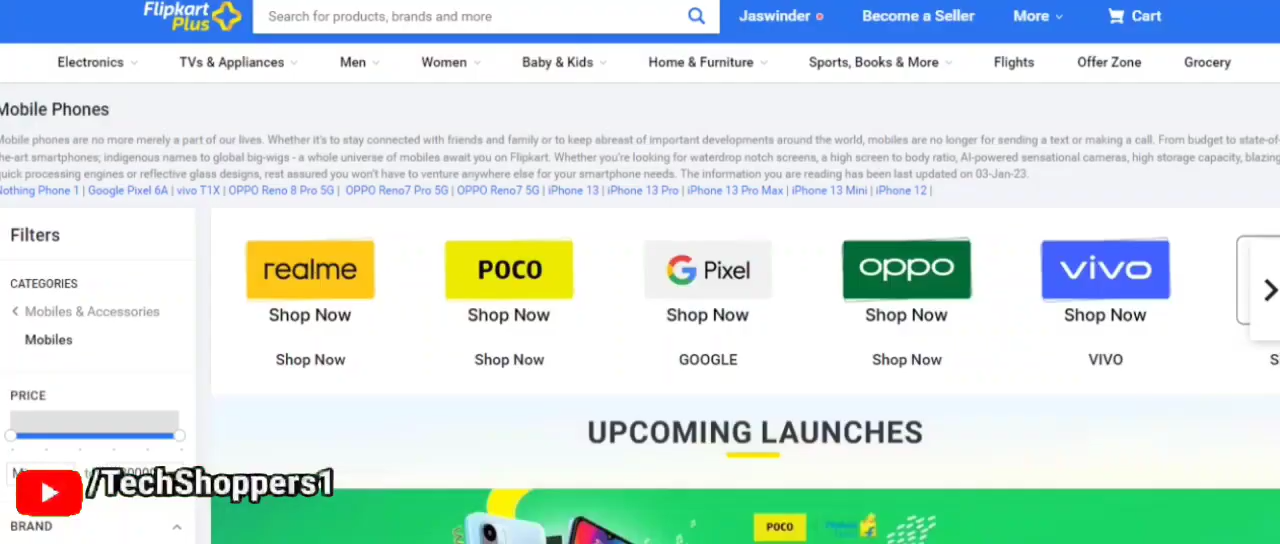 Flipkart Plus
Search for products, brands and more
Jaswinder
Become a Seller
More
Cart
Electronics
TVs & Appliances
Men
Women
Baby & Kids
Home & Furniture
Sports, Books & More
Flights
Offer Zone
Grocery
Mobile Phones
Mobile phones are no more merely a part of our lives. Whether it's to stay connected with friends and family or to keep abreast of important developments around the world, mobiles are no longer for sending a text or making a call. From budget to state-of-
the-art smartphones; indigenous names to global big-wigs - a whole universe of mobiles await you on Flipkart. Whether you're looking for waterdrop notch screens, a high screen to body ratio, AI-powered sensational cameras, high storage capacity, blazing
quick processing engines or reflective glass designs, rest assured you won't have to venture anywhere else for your smartphone needs. The information you are reading has been last updated on 03-Jan-23.
Nothing Phone 1 | Google Pixel 6A | vivo T1X | OPPO Reno 8 Pro 5G | OPPO Reno7 Pro 5G | OPPO Reno7 5G | iPhone 13 | iPhone 13 Pro | iPhone 13 Pro Max | iPhone 13 Mini | iPhone 12 |
Filters
CATEGORIES
Mobiles & Accessories
Mobiles
PRICE
BRAND
realme
POCO
G Pixel
oppo
vivo
Shop Now
Shop Now
Shop Now
Shop Now
Shop Now
Shop Now
Shop Now
GOOGLE
Shop Now
VIVO
S
UPCOMING LAUNCHES
POCO
/TechShoppers1